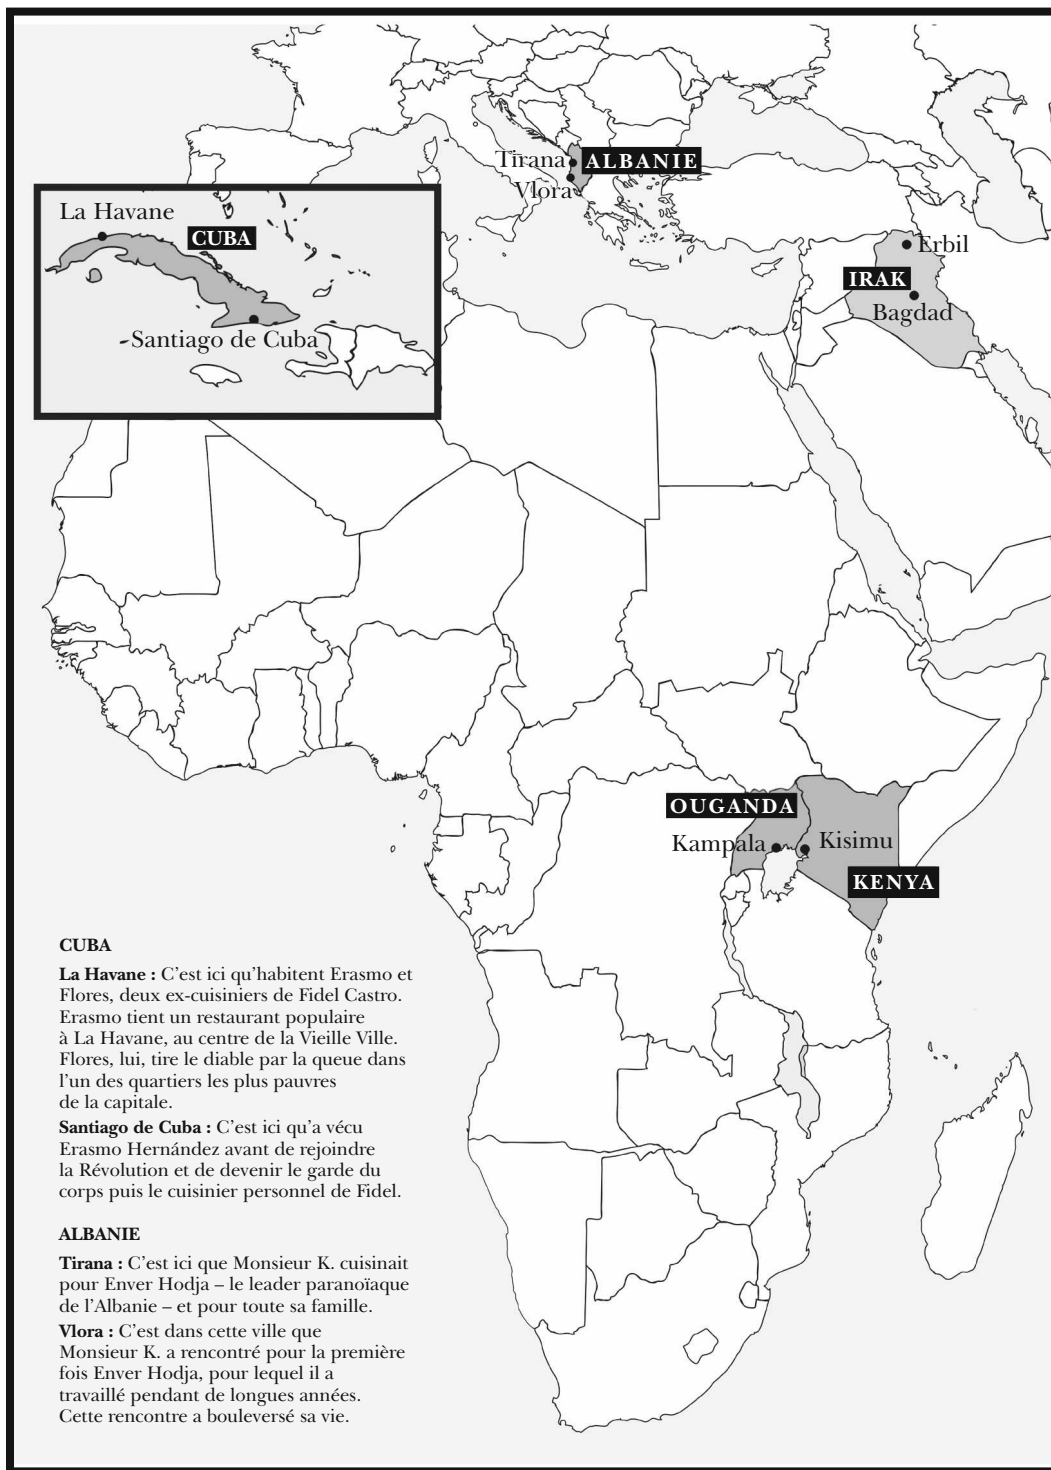 Tirana
ALBANIE
Vlora
La Havane
CUBA
Santiago de Cuba
Erbil
IRAK
Bagdad
OUGANDA
Kampala
Kisimu
KENYA
CUBA
La Havane : C’est ici qu’habitent Erasmo et
Flores, deux ex-cuisiniers de Fidel Castro.
Erasmo tient un restaurant populaire
à La Havane, au centre de la Vieille Ville.
Flores, lui, tire le diable par la queue dans
l’un des quartiers les plus pauvres
de la capitale.
Santiago de Cuba : C’est ici qu’a vécu
Erasmo Hernández avant de rejoindre
la Révolution et de devenir le garde du
corps puis le cuisinier personnel de Fidel.
ALBANIE
Tirana : C’est ici que Monsieur K. cuisinait
pour Enver Hodja – le leader paranoïaque
de l’Albanie – et pour toute sa famille.
Vlora : C’est dans cette ville que
Monsieur K. a rencontré pour la première
fois Enver Hodja, pour lequel il a
travaillé pendant de longues années.
Cette rencontre a bouleversé sa vie.